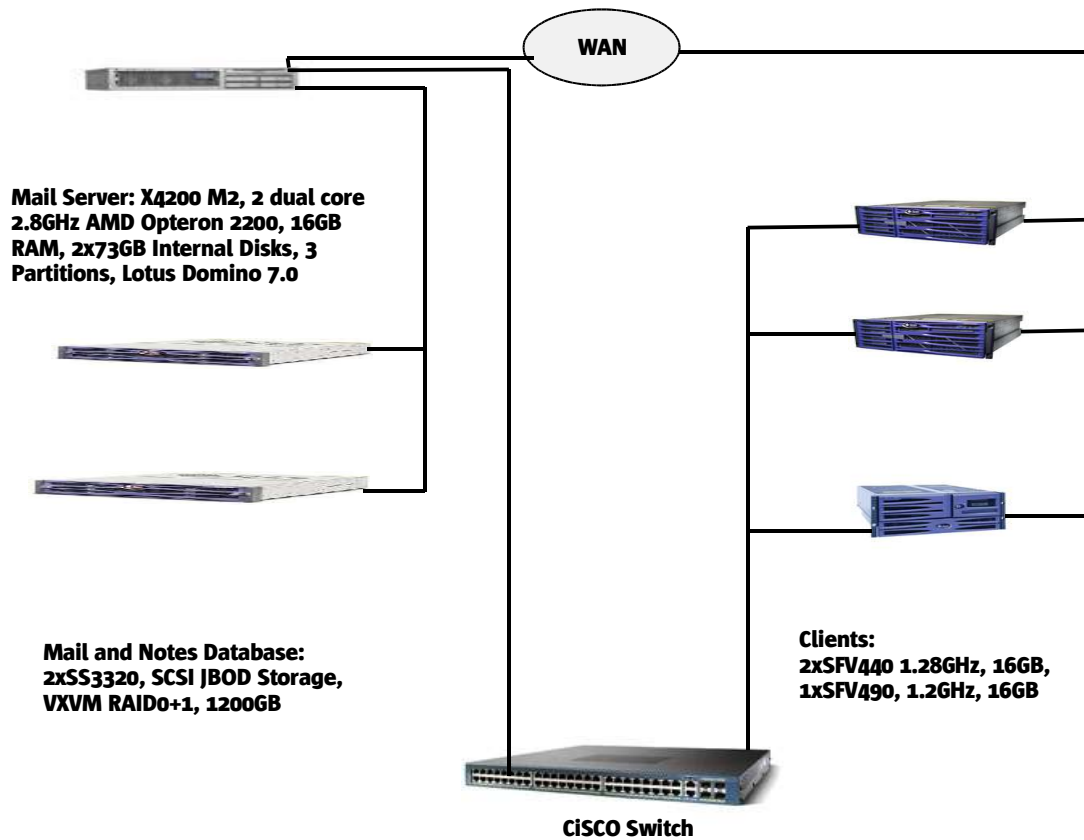 WAN
Mail Server: X4200 M2, 2 dual core
2.8GHz AMD Opteron 2200, 16GB
RAM, 2x73GB Internal Disks, 3
Partitions, Lotus Domino 7.0
Mail and Notes Database:
2xSS3320, SCSI JBOD Storage,
VXVM RAID0+1, 1200GB
Clients:
2xSFV440 1.28GHz, 16GB,
1xSFV490, 1.2GHz, 16GB
CiSCO Switch